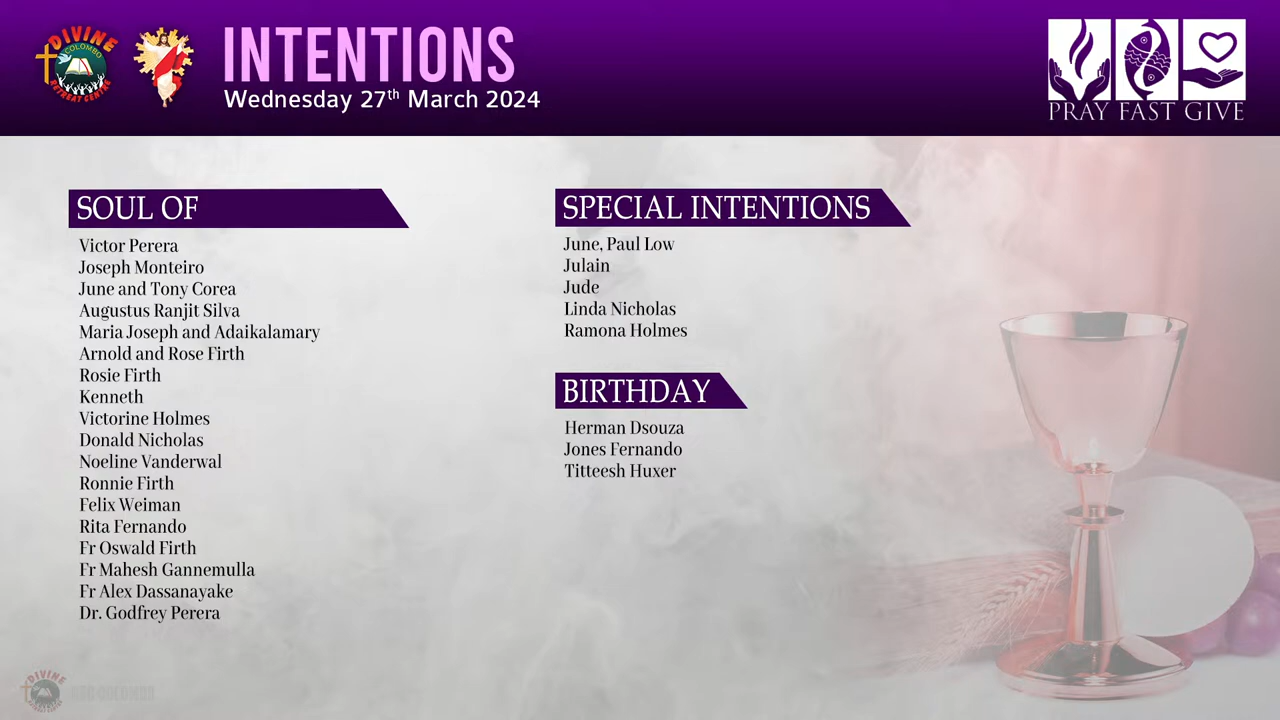 DIVINE
COLOMBO
RETREAT CENTRE
INTENTIONS
Wednesday 27th March 2024
PRAY FAST GIVE
SOUL OF
Victor Perera
Joseph Monteiro
June and Tony Corea
Augustus Ranjit Silva
Maria Joseph and Adaikalamary
Arnold and Rose Firth
Rosie Firth
Kenneth
Victorine Holmes
Donald Nicholas
Noeline Vanderwal
Ronnie Firth
Felix Weiman
Rita Fernando
Fr Oswald Firth
Fr Mahesh Gannemulla
Fr Alex Dassanayake
Dr. Godfrey Perera
SPECIAL INTENTIONS
June, Paul Low
Julain
Jude
Linda Nicholas
Ramona Holmes
BIRTHDAY
Herman Dsouza
Jones Fernando
Titteesh Huxer
DIVINE
COLOMBO